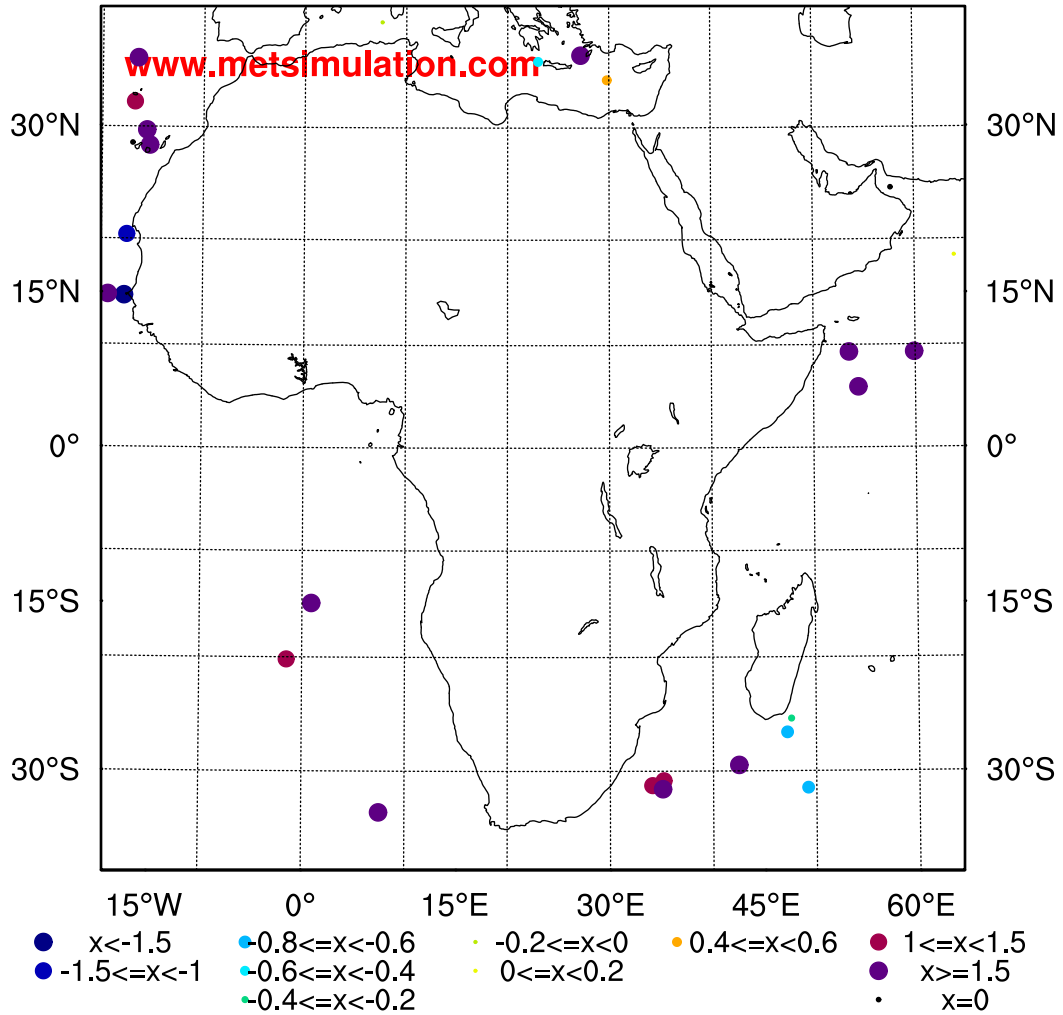 www.metsimulation.com
30°N 30°N
15°N 15°N
0° 0°
15°S 15°S
30°S 30°S
15°W 0° 15°E 30°E 45°E 60°E
x<-1.5 -0.8<=x<-0.6 -0.2<=x<0 0.4<=x<0.6 1<=x<1.5
-1.5<=x<-1 -0.6<=x<-0.4 0<=x<0.2 x>=1.5
-0.4<=x<-0.2 x=0